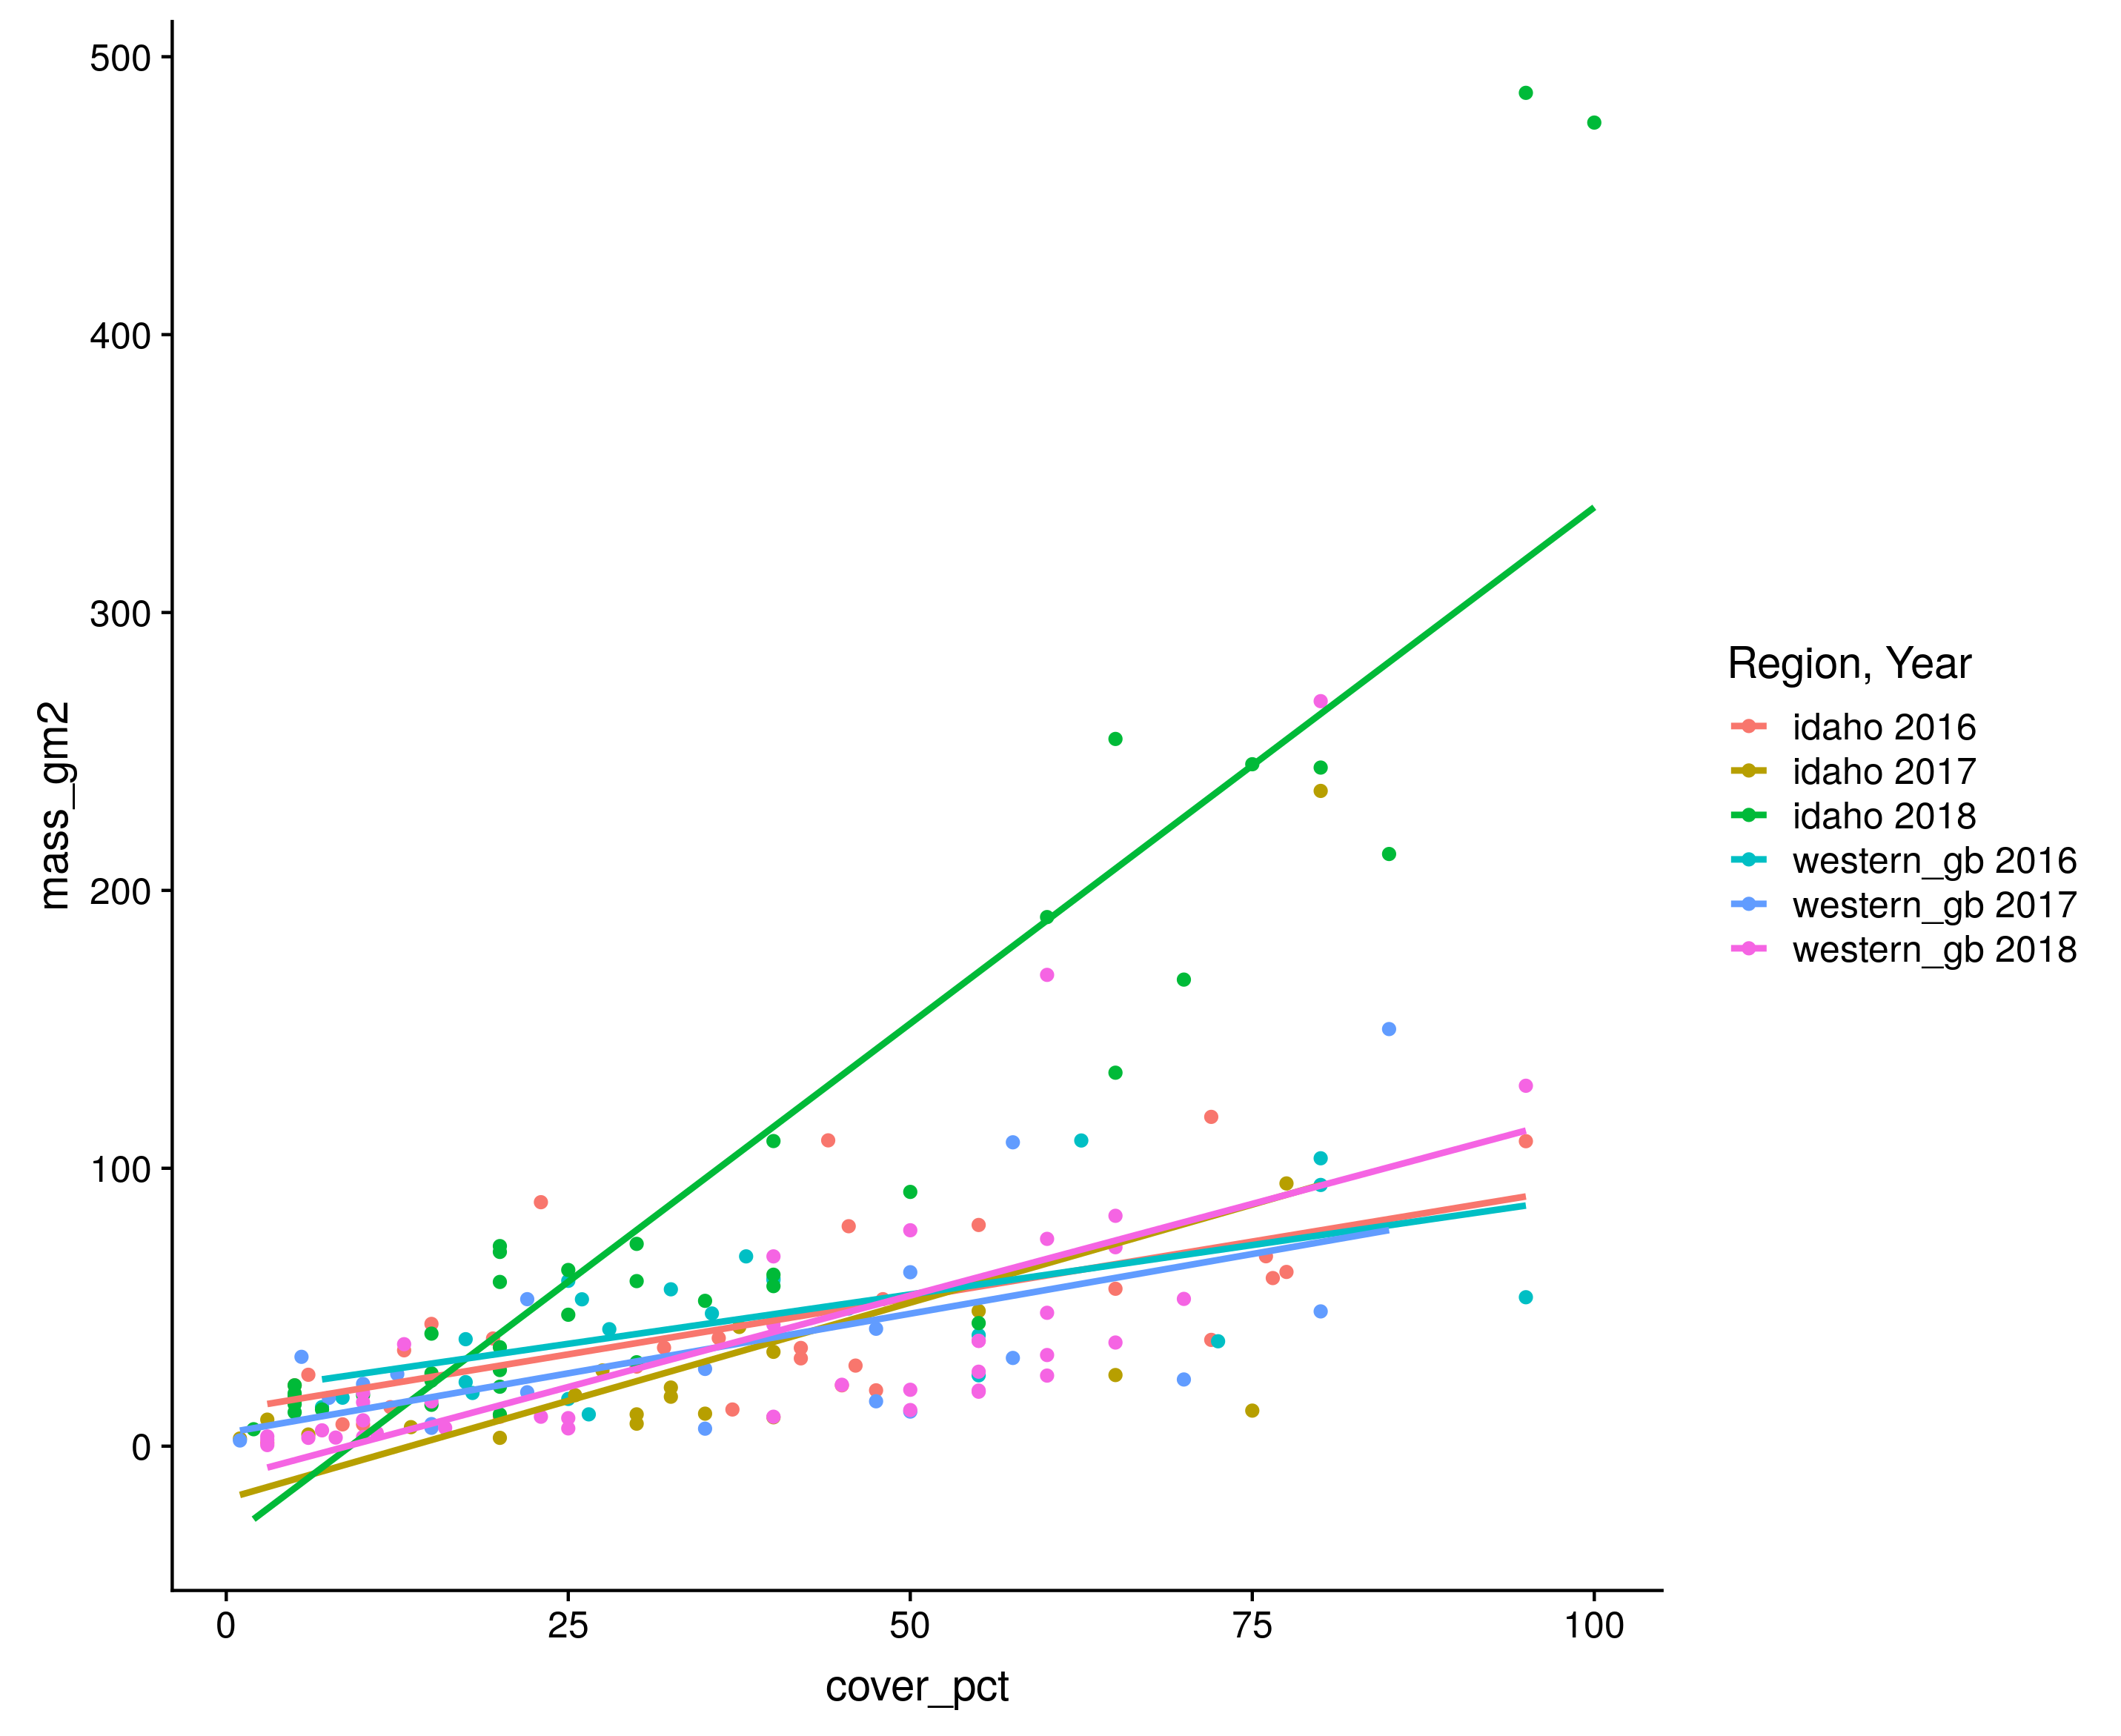 500
400
300
200
100
0
mass_gm2
0 25 50 75 100
cover_pct
Region, Year
idaho 2016
idaho 2017
idaho 2018
western_gb 2016
western_gb 2017
western_gb 2018